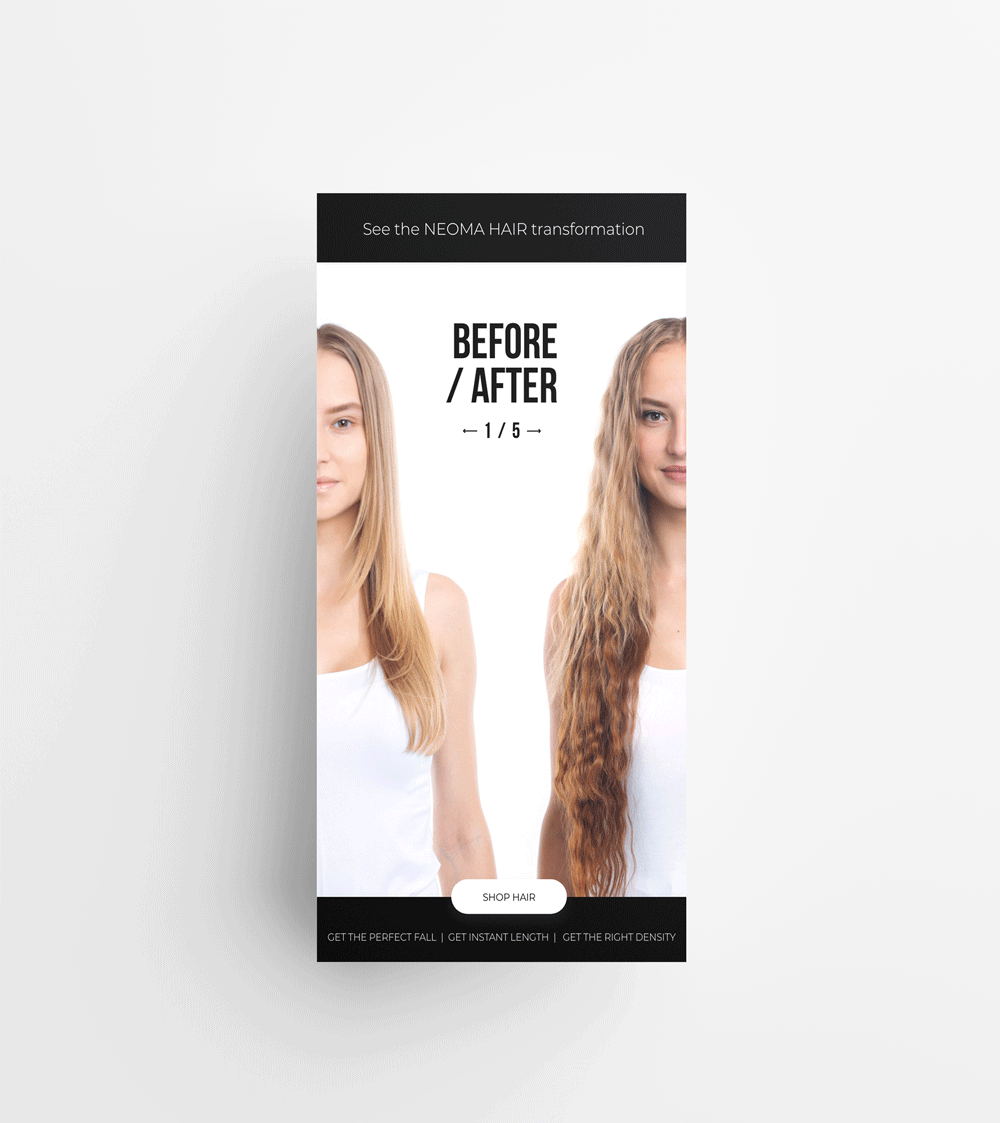 See the NEOMA HAIR transformation
BEFORE
/ AFTER
← 1 / 5 →
SHOP HAIR
GET THE PERFECT FALL | GET INSTANT LENGTH | GET THE RIGHT DENSITY